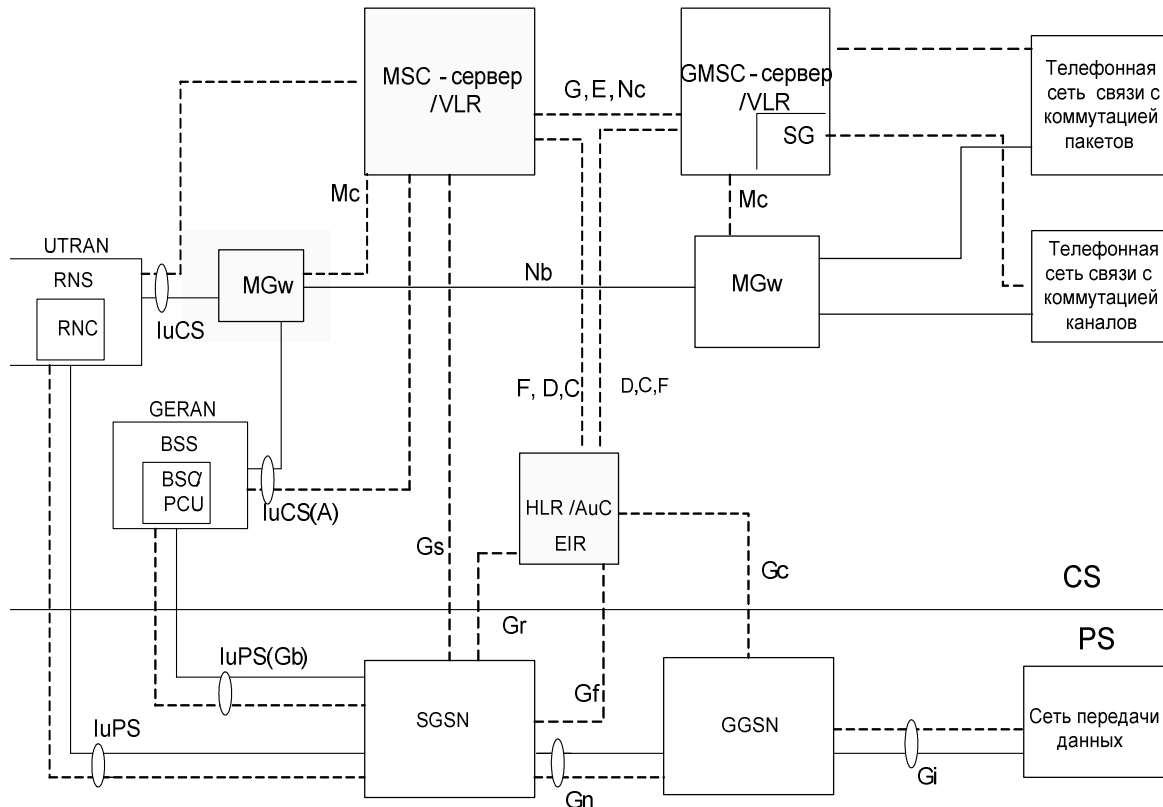 MSC - сервер
/VLR
GMSC-сервер
/VLR
SG
Телефонная
сеть связи с
коммутацией
пакетов
G,E,Nc
Mc
Mc
UTRAN
RNS
RNC
IuCS
MGw
Nb
MGw
Телефонная
сеть связи с
коммутацией
каналов
F, D,C
D,C,F
GERAN
BSS
BSC/
PCU
IuCS(A)
HLR /AuC
EIR
Gs
Gc
CS
Gr
PS
IuPS(Gb)
Gf
SGSN
GGSN
Сеть передачи
данных
IuPS
Gn
Gi